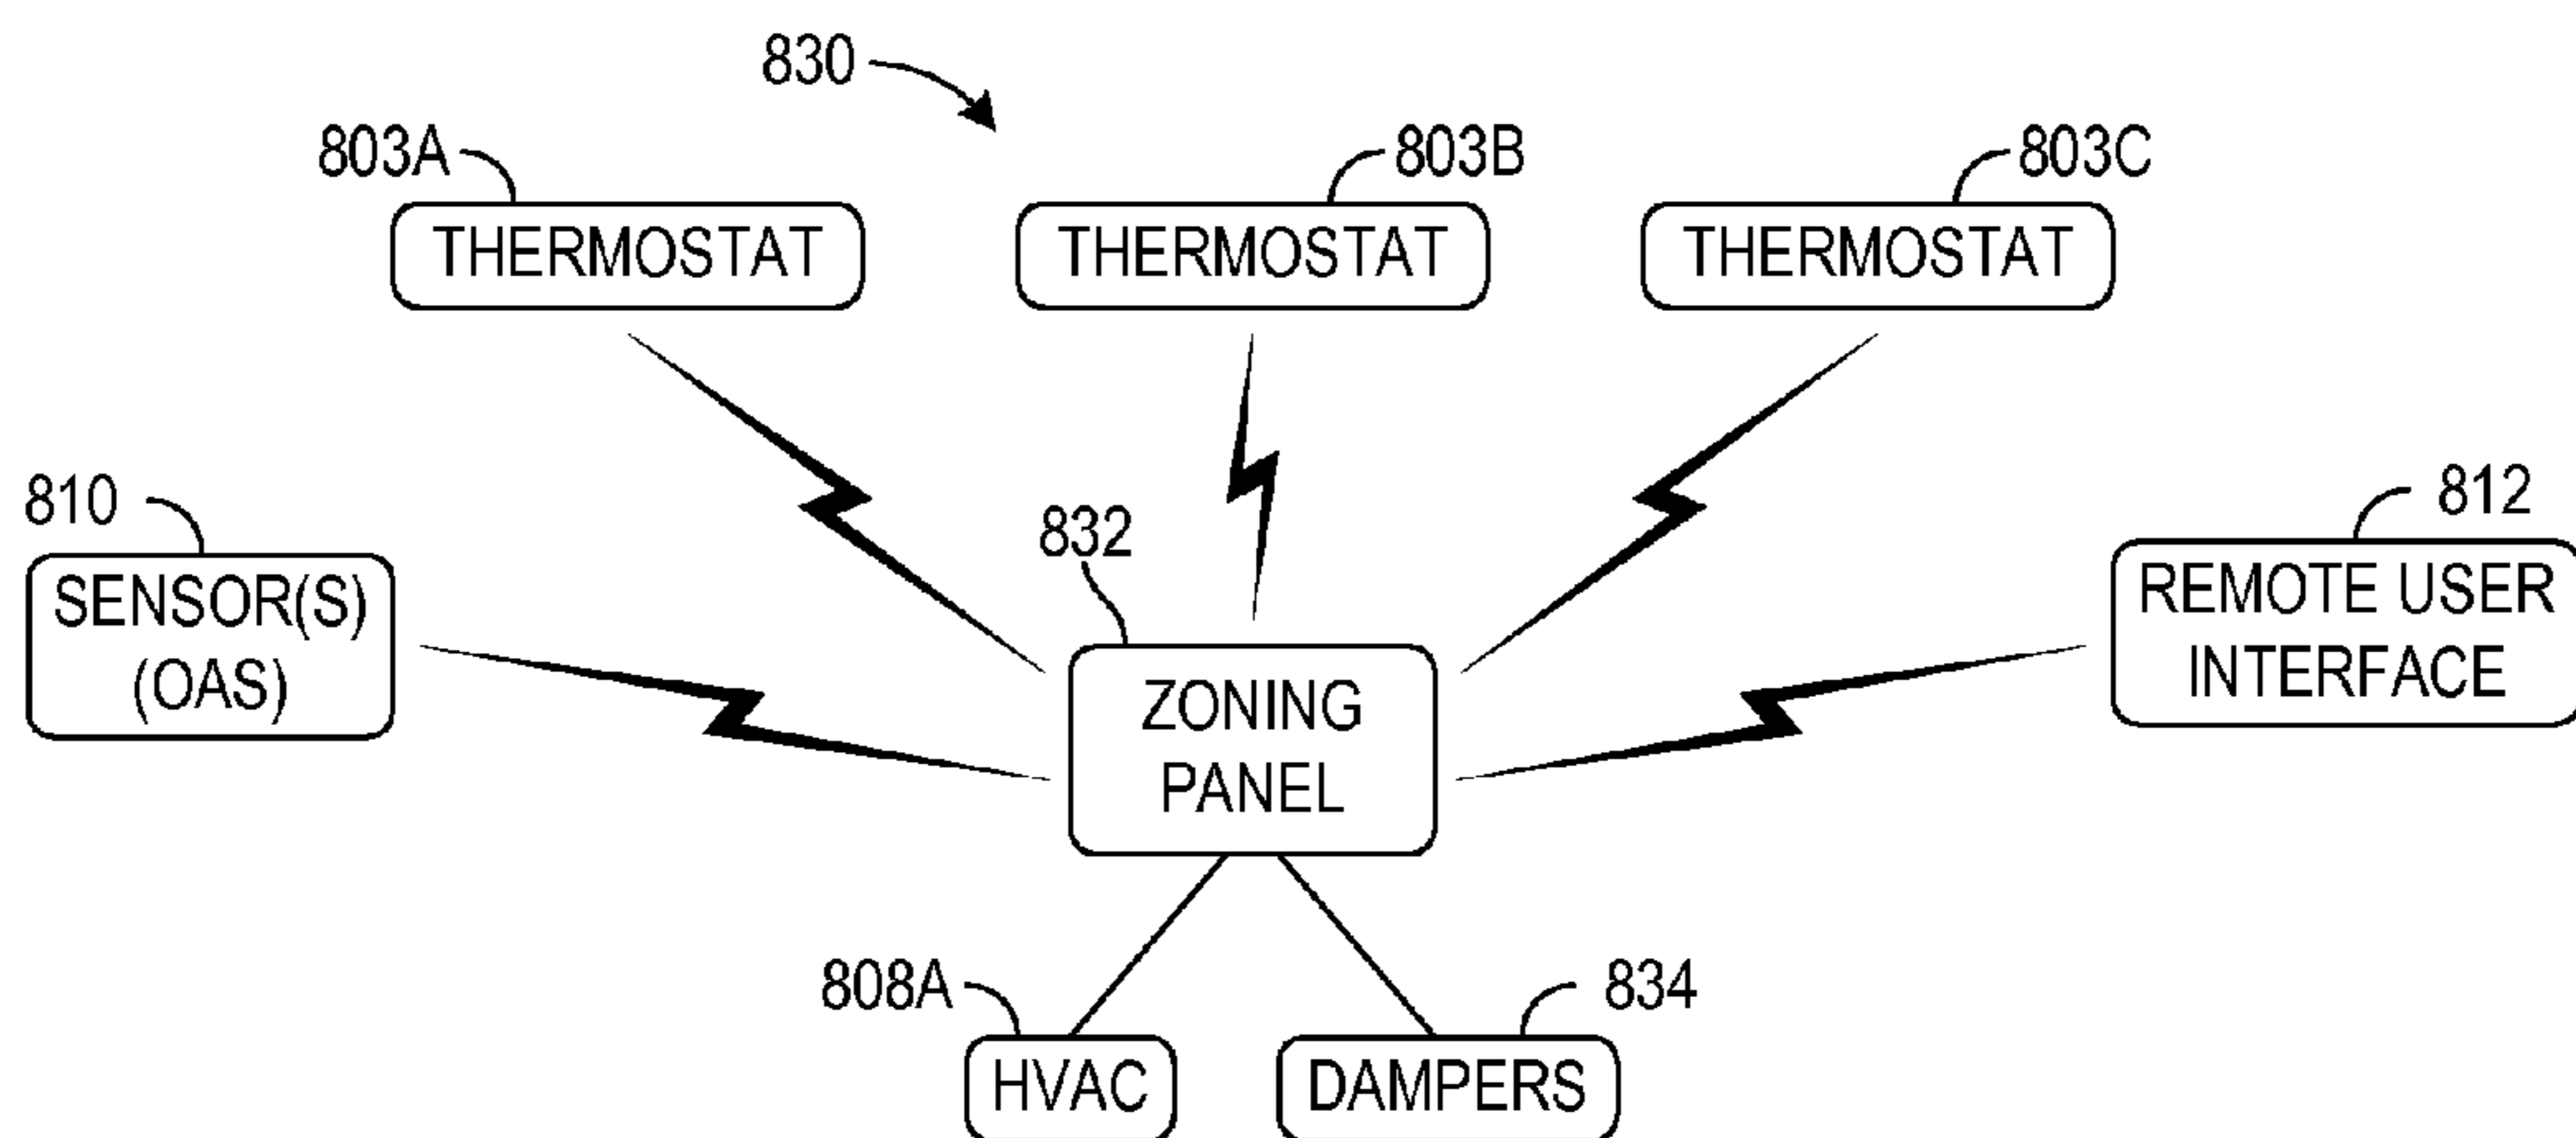 830
803A
803B
803C
THERMOSTAT
THERMOSTAT
THERMOSTAT
810
832
812
SENSOR(S)
(OAS)
REMOTE USER
INTERFACE
ZONING
PANEL
808A
834
HVAC
DAMPERS